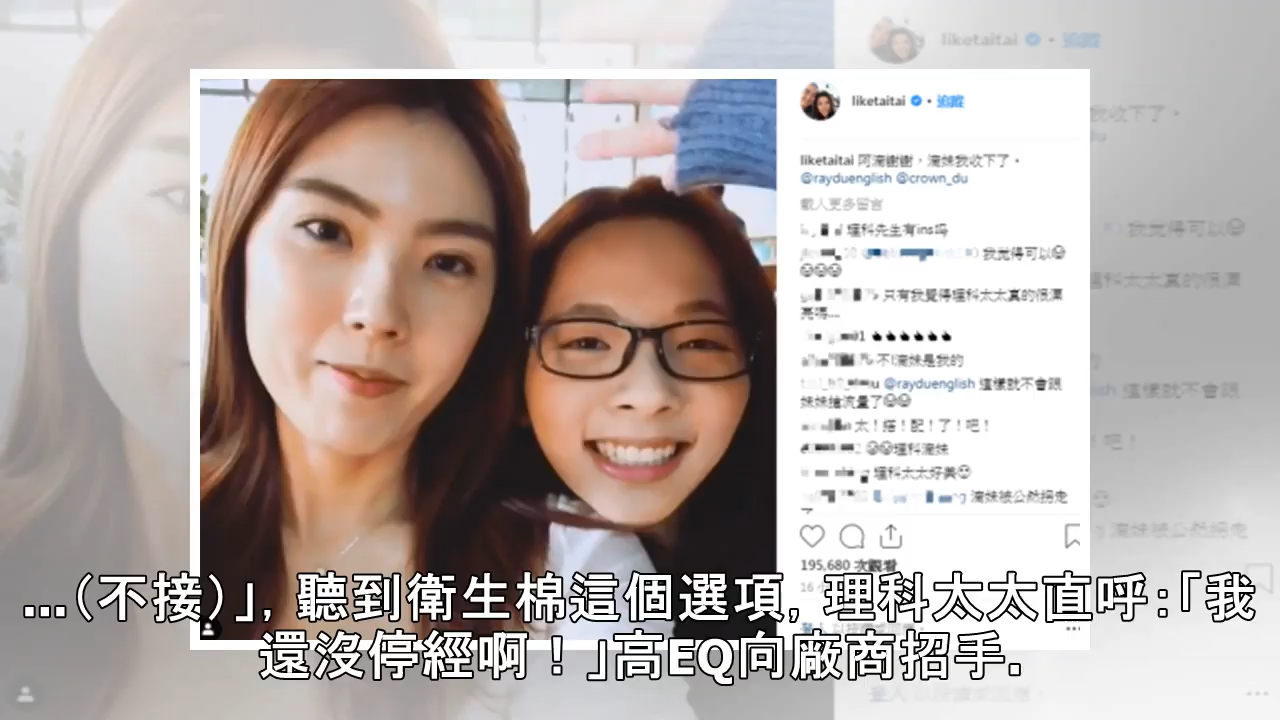 liketaitai • 追蹤
liketaitai • 追蹤
liketaitai 阿滴謝謝，滴妹我收下了。
@rayduenglish @crown_du
載入更多留言
理科先生有ins嗎
我觉得可以
只有我覺得理科太太真的很漂
亮嗎...
不!滴妹是我的
@rayduenglish 這樣就不會跟
妹妹搶流量了
太！搭！配！了！吧！
理科滴妹
理科太太好美
滴妹被公然拐走
了
195,680 次觀看
...（不接）」, 聽到衛生棉這個選項, 理科太太直呼:「我
還沒停經啊！」高EQ向廠商招手.